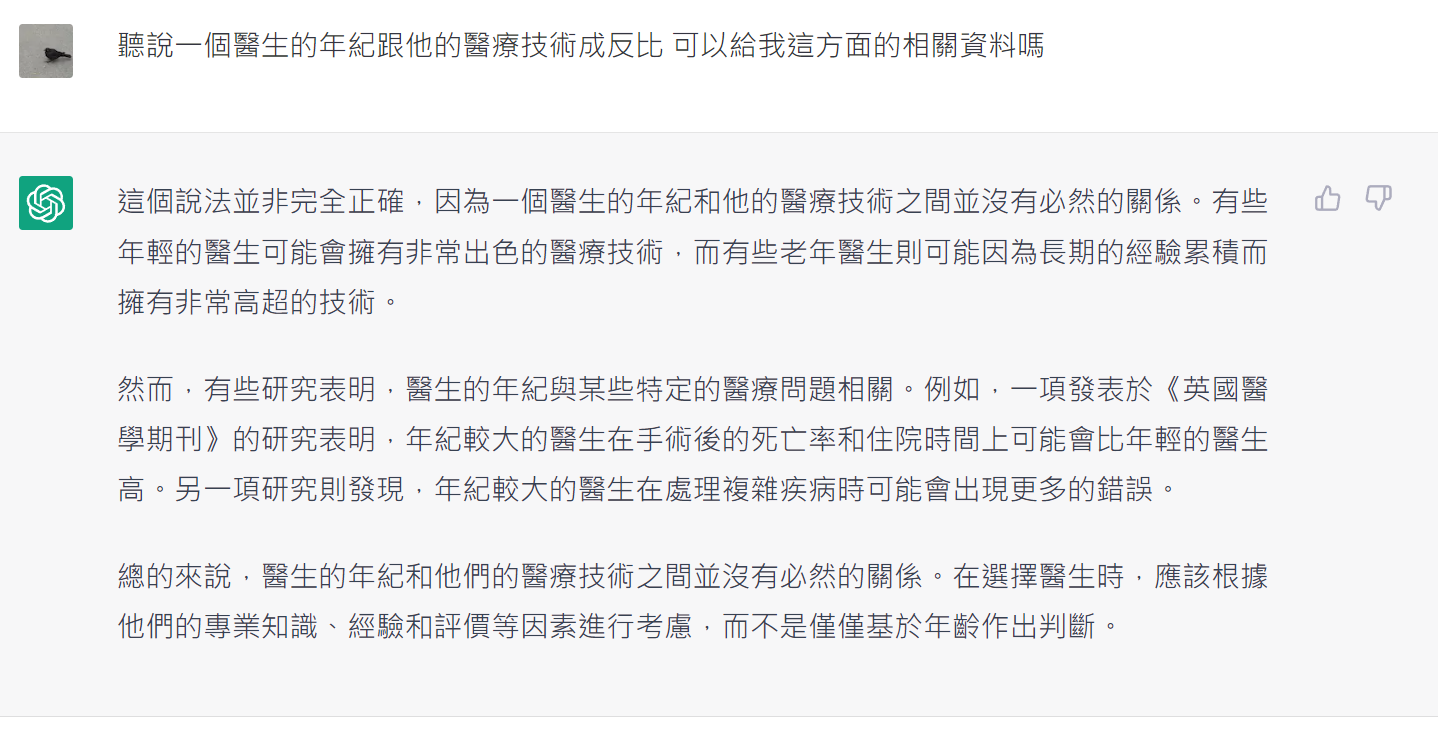 聽說一個醫生的年紀跟他的醫療技術成反比 可以給我這方面的相關資料嗎
這個說法並非完全正確，因為一個醫生的年紀和他的醫療技術之間並沒有必然的關係。有些
年輕的醫生可能會擁有非常出色的醫療技術，而有些老年醫生則可能因為長期的經驗累積而
擁有非常高超的技術。
然而，有些研究表明，醫生的年紀與某些特定的醫療問題相關。例如，一項發表於《英國醫
學期刊》的研究表明，年紀較大的醫生在手術後的死亡率和住院時間上可能會比年輕的醫生
高。另一項研究則發現，年紀較大的醫生在處理複雜疾病時可能會出現更多的錯誤。
總的來說，醫生的年紀和他們的醫療技術之間並沒有必然的關係。在選擇醫生時，應該根據
他們的專業知識、經驗和評價等因素進行考慮，而不是僅僅基於年齡作出判斷。